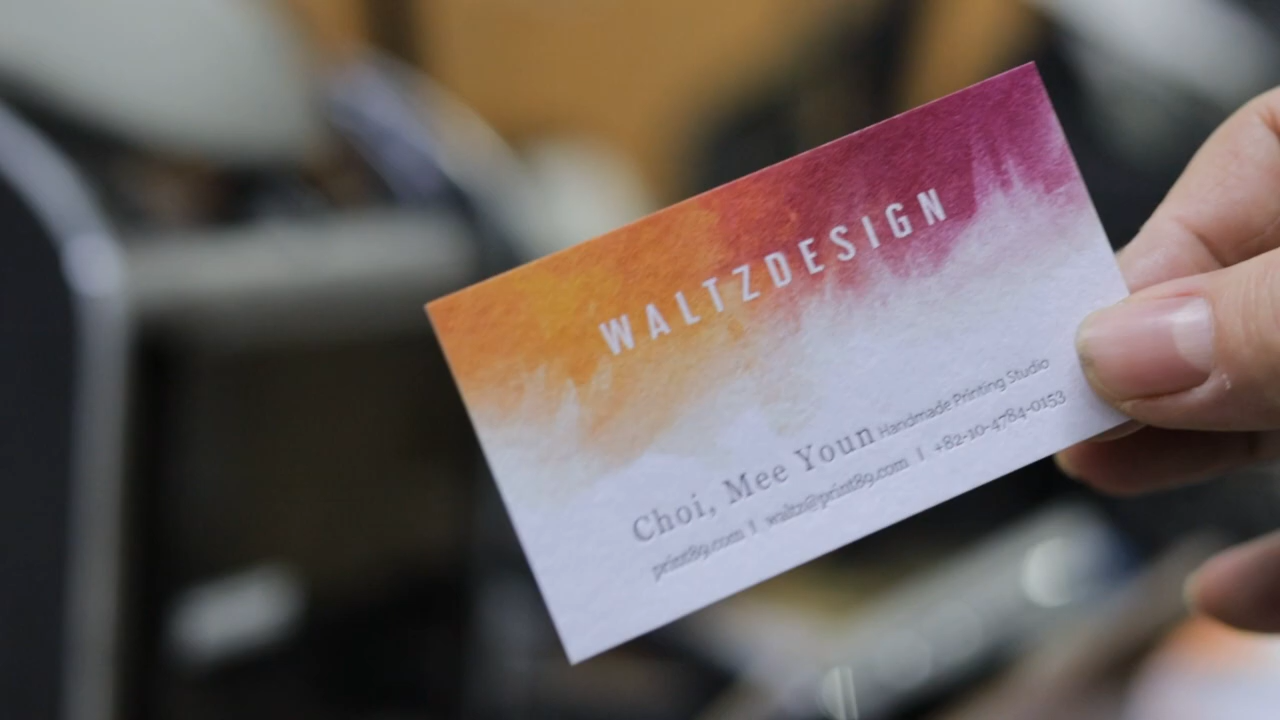 WALTZDESIGN
Choi, Mee Youn Handmade Printing Studio
print89.com | waltz@print89.com | +82-10-4784-0153